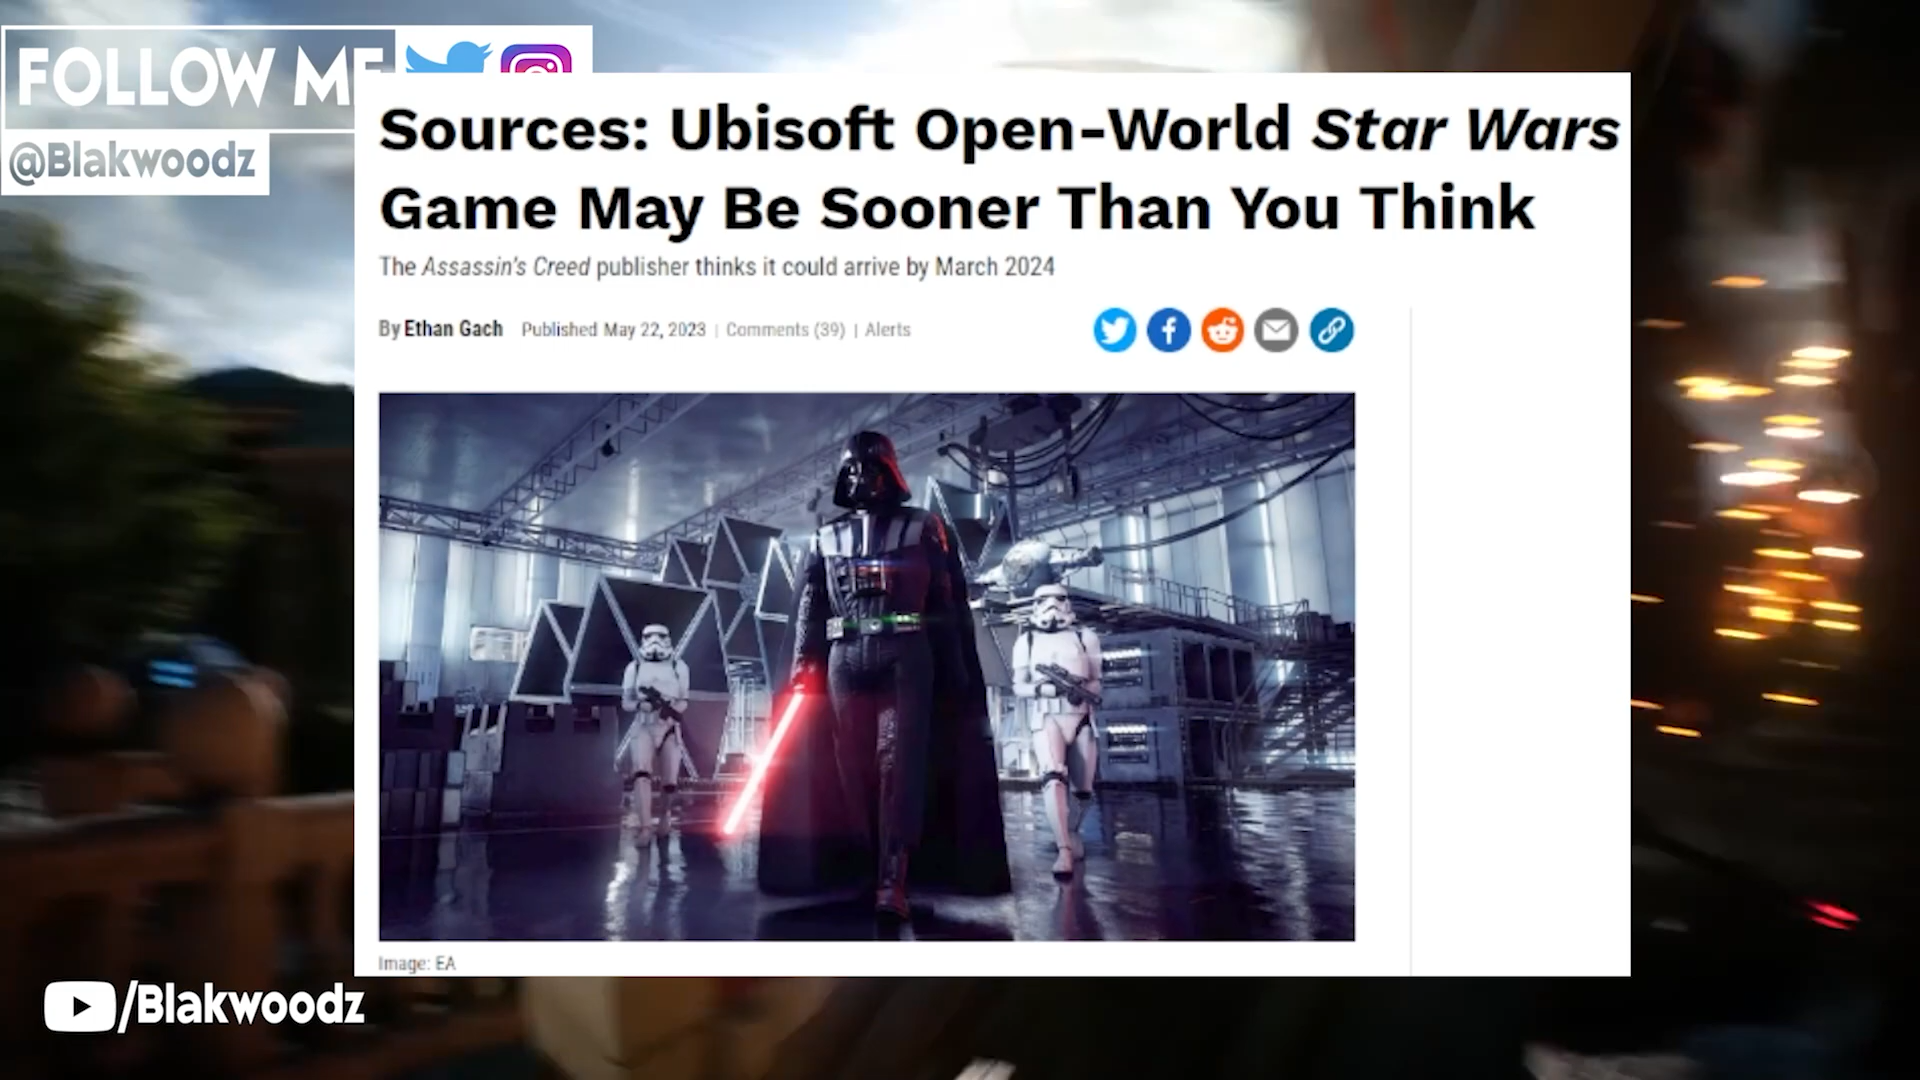 FOLLOW ME
@Blakwoodz
Sources: Ubisoft Open-World Star Wars
Game May Be Sooner Than You Think
The Assassin's Creed publisher thinks it could arrive by March 2024
By Ethan Gach Published May 22, 2023 | Comments (39) | Alerts
Image: EA
/Blakwoodz